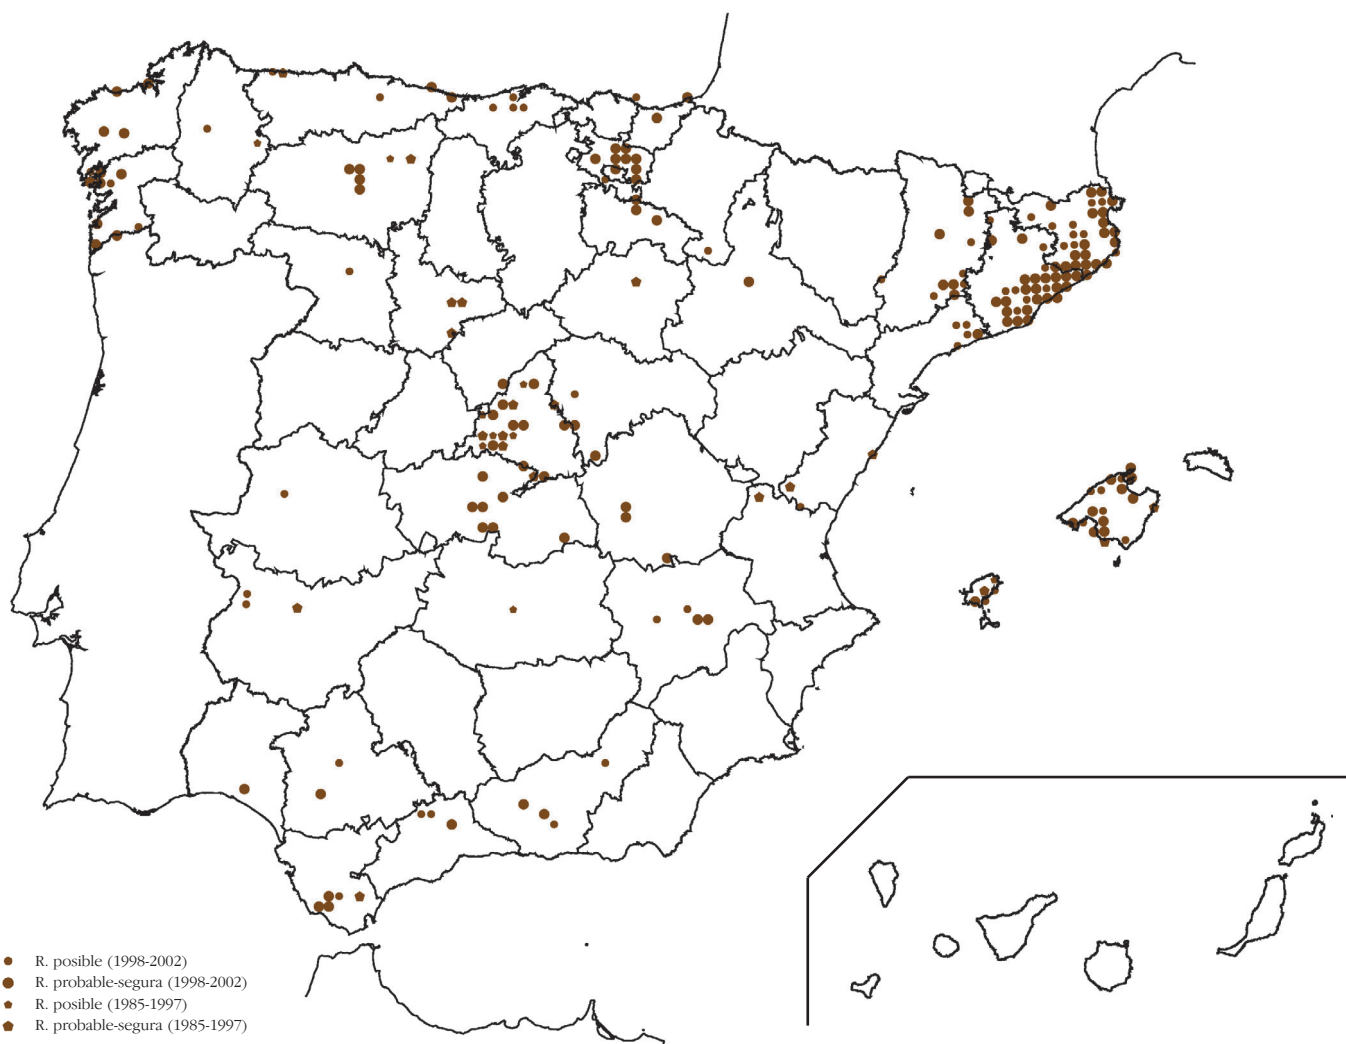 R. posible (1998-2002)
R. probable-segura (1998-2002)
R. posible (1985-1997)
R. probable-segura (1985-1997)